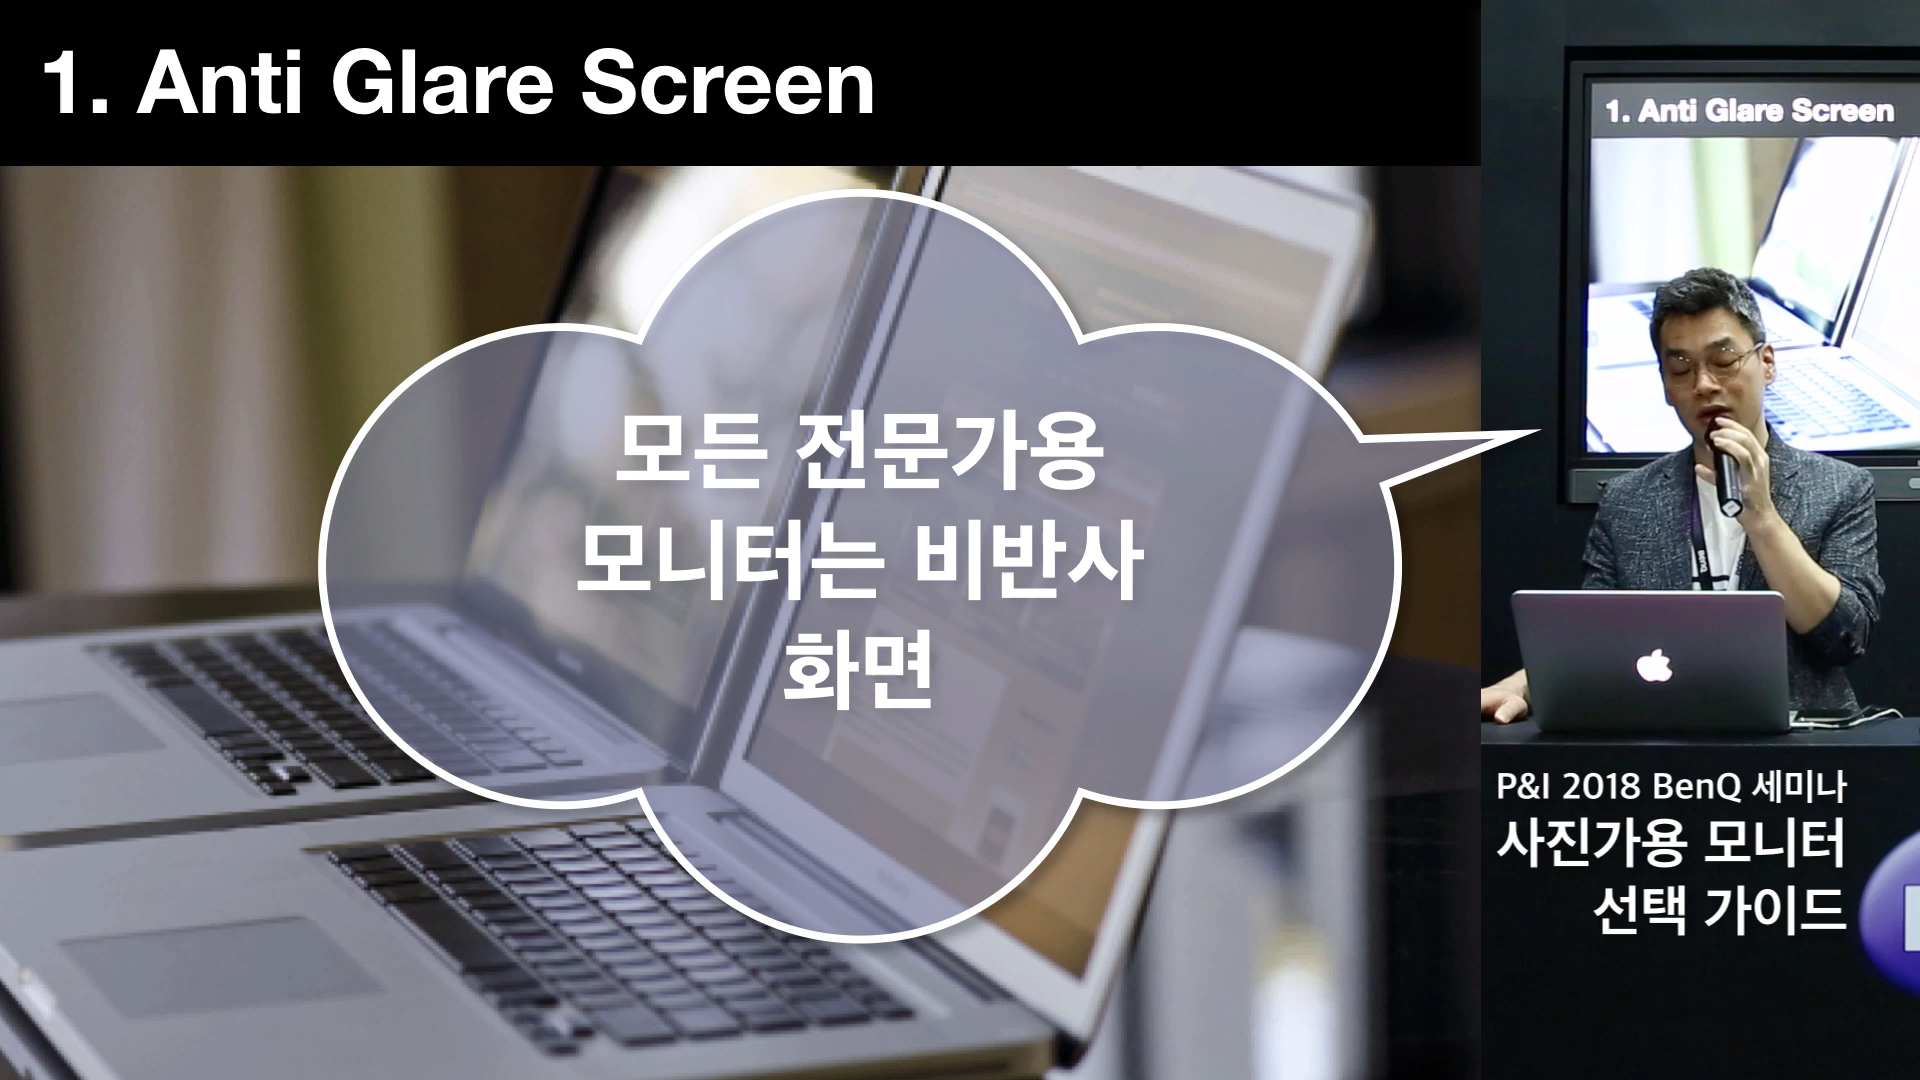 1. Anti Glare Screen
모든 전문가용
모니터는 비반사
화면
1. Anti Glare Screen
BenQ
P&I 2018 BenQ 세미나
사진가용 모니터
선택 가이드